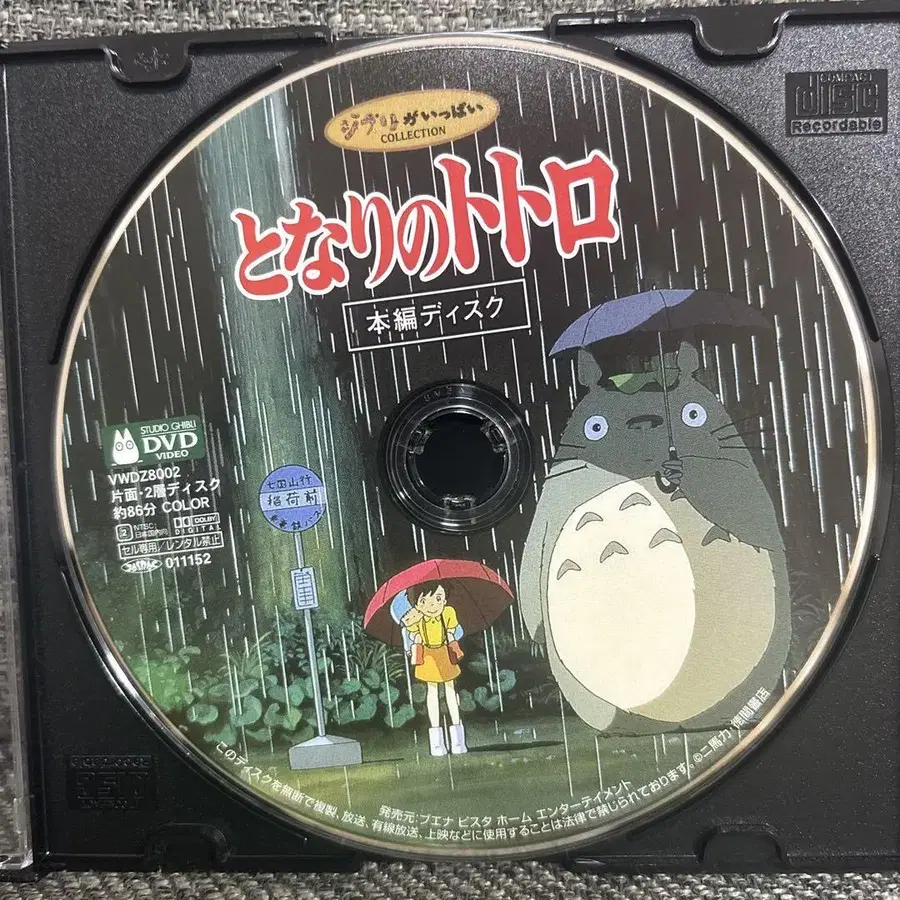 ジブリがいっぱい
COLLECTION
となりのトトロ
本編ディスク
STUDIO GHIBLI
DVD
VIDEO
VWDZ8002
片面・2層ディスク
約86分 COLOR
2 NTSC 日本国内向 DOLBY DIGITAL
セル専用/レンタル禁止
011152
七国山行
稲荷前
このディスクを無断で複製、放送、有線放送、上映などに使用することは法律で禁じられております。©二馬力・徳間書店
発売元:ブエナ ビスタ ホーム エンターテイメント
COMPACT
disc
Recordable